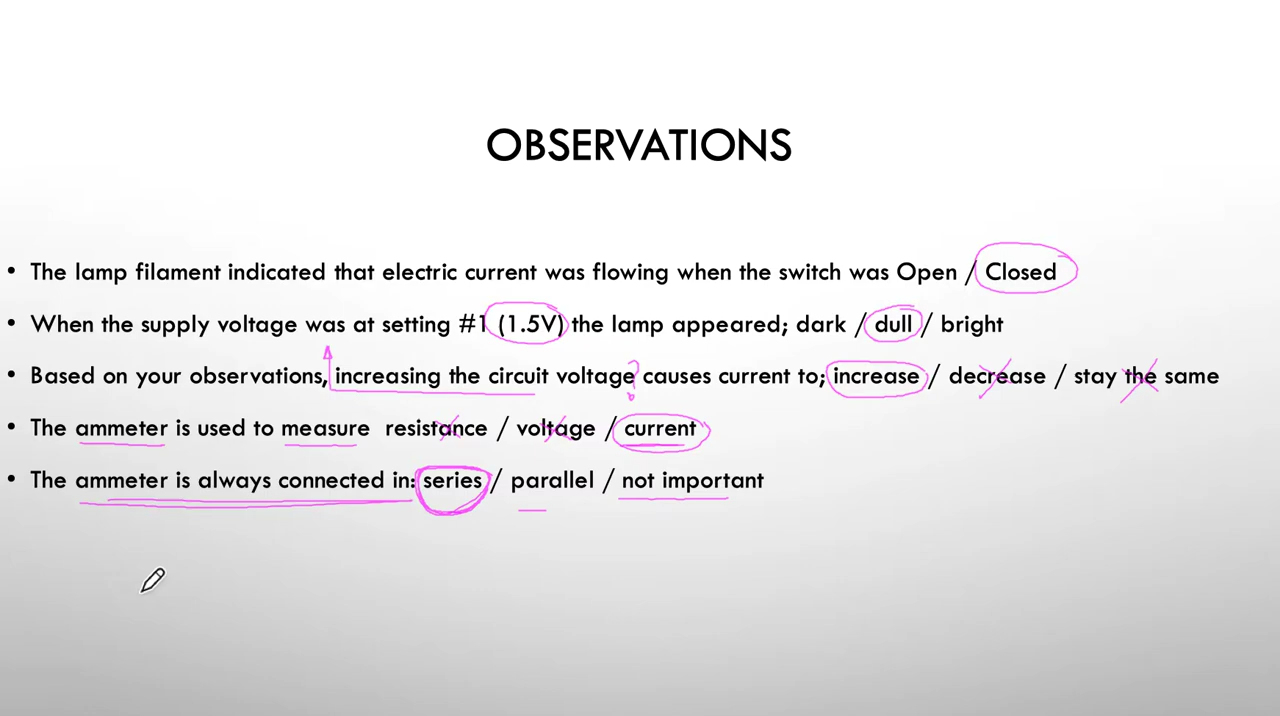 OBSERVATIONS
• The lamp filament indicated that electric current was flowing when the switch was Open / Closed
• When the supply voltage was at setting #1 (1.5V) the lamp appeared; dark / dull / bright
• Based on your observations, increasing the circuit voltage causes current to; increase / decrease / stay the same
• The ammeter is used to measure resistance / voltage / current
• The ammeter is always connected in: series / parallel / not important